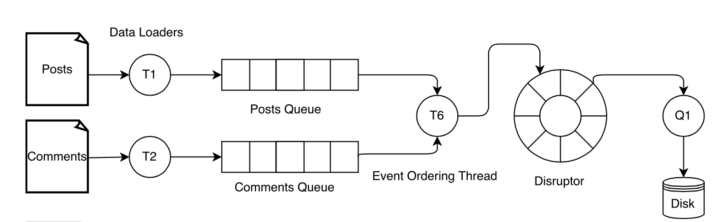 Data Loaders
Posts
T1
Posts Queue
T6
Q1
Comments
T2
Comments Queue
Event Ordering Thread
Disruptor
Disk